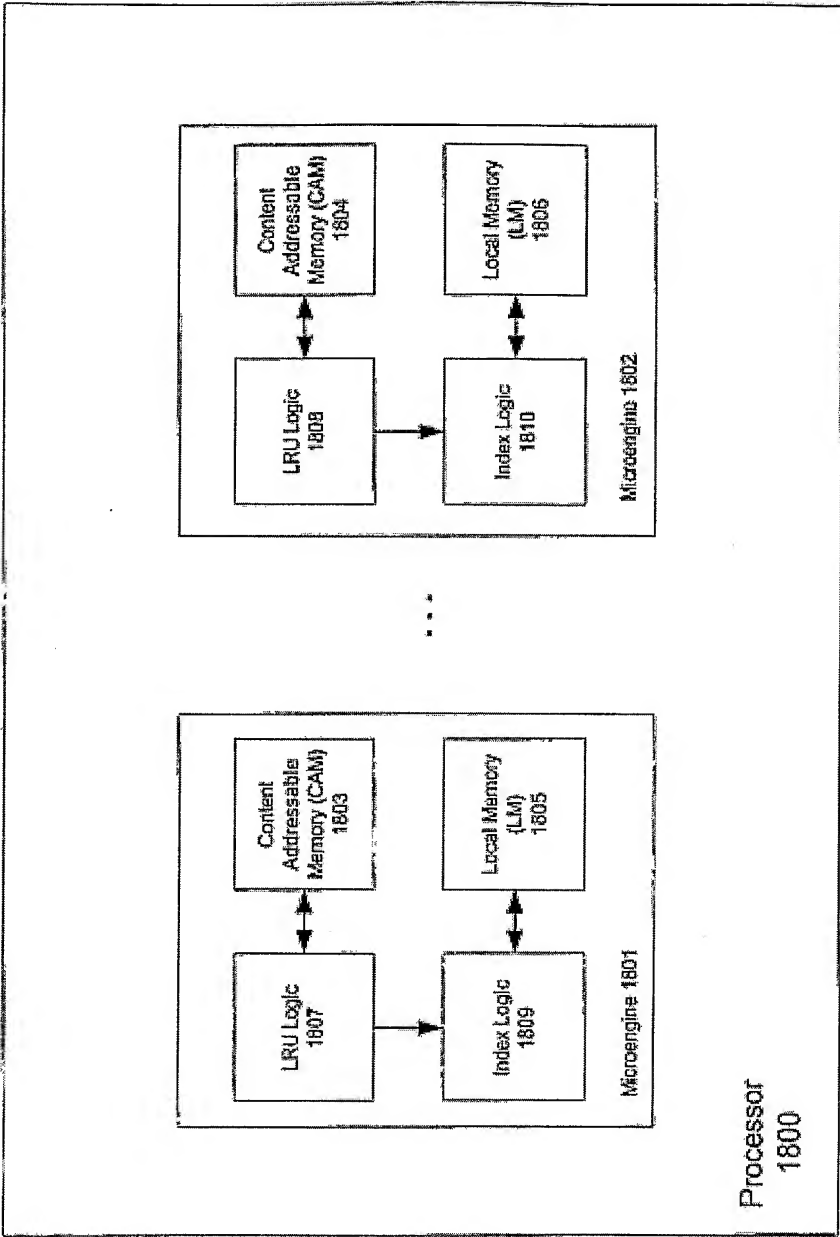 LRU Logic
1807
Content
Addressable
Memory (CAM)
1803
Index Logic
1809
Local Memory
(LM)
1805
Microengine 1801
...
LRU Logic
1808
Content
Addressable
Memory (CAM)
1804
Index Logic
1810
Local Memory
(LM)
1806
Microengine 1802
Processor
1800